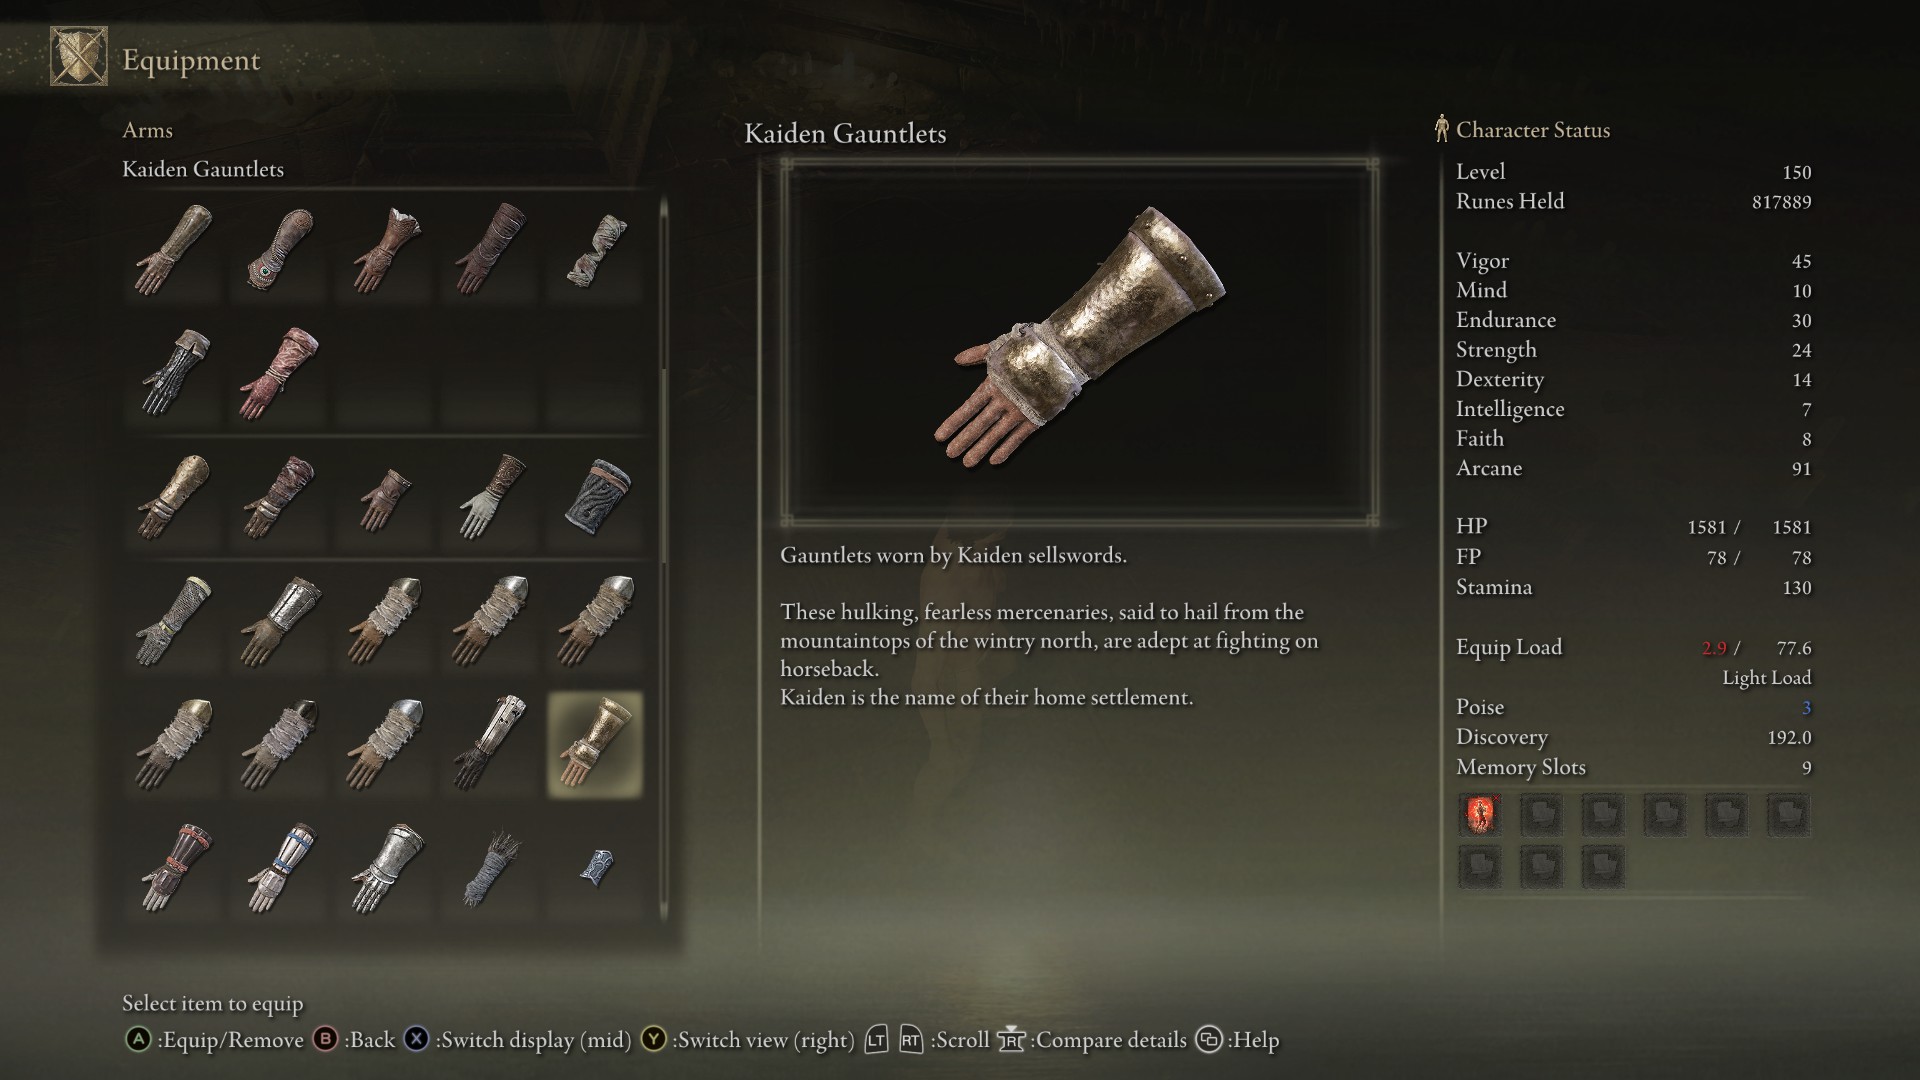 Equipment
Arms
Kaiden Gauntlets
Kaiden Gauntlets
Gauntlets worn by Kaiden sellswords.
These hulking, fearless mercenaries, said to hail from the
mountaintops of the wintry north, are adept at fighting on
horseback.
Kaiden is the name of their home settlement.
Character Status
Level 150
Runes Held 817889
Vigor 45
Mind 10
Endurance 30
Strength 24
Dexterity 14
Intelligence 7
Faith 8
Arcane 91
HP 1581 / 1581
FP 78 / 78
Stamina 130
Equip Load 2.9 / 77.6
Light Load
Poise 3
Discovery 192.0
Memory Slots 9
Select item to equip
A :Equip/Remove B :Back X :Switch display (mid) Y :Switch view (right) LT RT :Scroll R :Compare details :Help